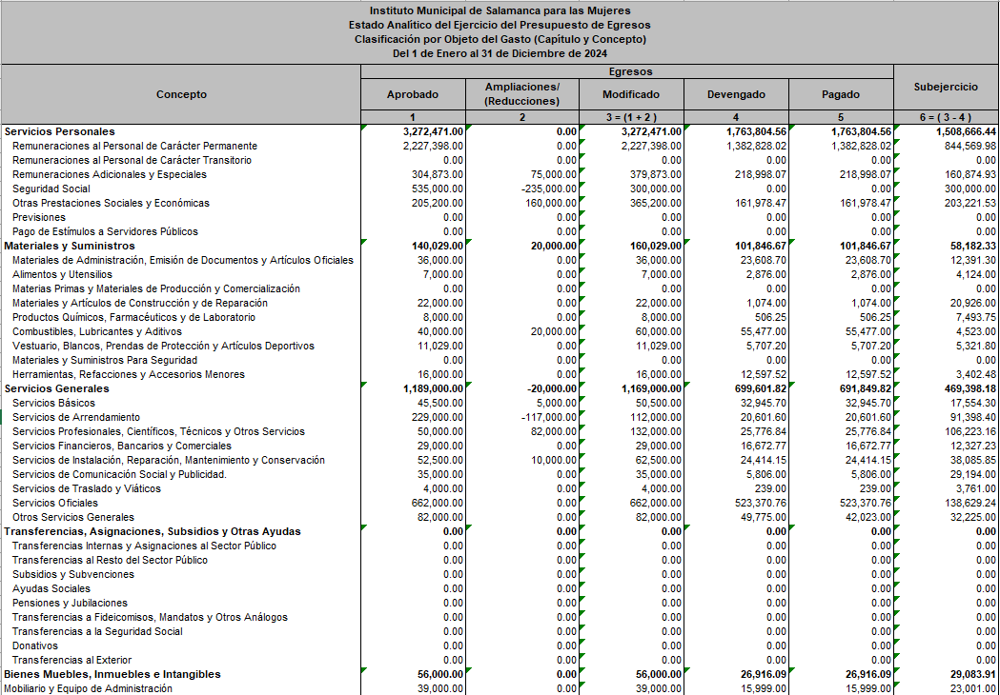 Instituto Municipal de Salamanca para las Mujeres
Estado Analítico del Ejercicio del Presupuesto de Egresos
Clasificación por Objeto del Gasto (Capítulo y Concepto)
Del 1 de Enero al 31 de Diciembre de 2024
Egresos
Concepto Aprobado Ampliaciones/ (Reducciones) Modificado Devengado Pagado Subejercicio
1 2 3 = (1 + 2 ) 4 5 6 = ( 3 - 4 )
Servicios Personales 3,272,471.00 0.00 3,272,471.00 1,763,804.56 1,763,804.56 1,508,666.44
Remuneraciones al Personal de Carácter Permanente 2,227,398.00 0.00 2,227,398.00 1,382,828.02 1,382,828.02 844,569.98
Remuneraciones al Personal de Carácter Transitorio 0.00 0.00 0.00 0.00 0.00 0.00
Remuneraciones Adicionales y Especiales 304,873.00 75,000.00 379,873.00 218,998.07 218,998.07 160,874.93
Seguridad Social 535,000.00 -235,000.00 300,000.00 0.00 0.00 300,000.00
Otras Prestaciones Sociales y Económicas 205,200.00 160,000.00 365,200.00 161,978.47 161,978.47 203,221.53
Previsiones 0.00 0.00 0.00 0.00 0.00 0.00
Pago de Estímulos a Servidores Públicos 0.00 0.00 0.00 0.00 0.00 0.00
Materiales y Suministros 140,029.00 20,000.00 160,029.00 101,846.67 101,846.67 58,182.33
Materiales de Administración, Emisión de Documentos y Artículos Oficiales 36,000.00 0.00 36,000.00 23,608.70 23,608.70 12,391.30
Alimentos y Utensilios 7,000.00 0.00 7,000.00 2,876.00 2,876.00 4,124.00
Materias Primas y Materiales de Producción y Comercialización 0.00 0.00 0.00 0.00 0.00 0.00
Materiales y Artículos de Construcción y de Reparación 22,000.00 0.00 22,000.00 1,074.00 1,074.00 20,926.00
Productos Químicos, Farmacéuticos y de Laboratorio 8,000.00 0.00 8,000.00 506.25 506.25 7,493.75
Combustibles, Lubricantes y Aditivos 40,000.00 20,000.00 60,000.00 55,477.00 55,477.00 4,523.00
Vestuario, Blancos, Prendas de Protección y Artículos Deportivos 11,029.00 0.00 11,029.00 5,707.20 5,707.20 5,321.80
Materiales y Suministros Para Seguridad 0.00 0.00 0.00 0.00 0.00 0.00
Herramientas, Refacciones y Accesorios Menores 16,000.00 0.00 16,000.00 12,597.52 12,597.52 3,402.48
Servicios Generales 1,189,000.00 -20,000.00 1,169,000.00 699,601.82 691,849.82 469,398.18
Servicios Básicos 45,500.00 5,000.00 50,500.00 32,945.70 32,945.70 17,554.30
Servicios de Arrendamiento 229,000.00 -117,000.00 112,000.00 20,601.60 20,601.60 91,398.40
Servicios Profesionales, Científicos, Técnicos y Otros Servicios 50,000.00 82,000.00 132,000.00 25,776.84 25,776.84 106,223.16
Servicios Financieros, Bancarios y Comerciales 29,000.00 0.00 29,000.00 16,672.77 16,672.77 12,327.23
Servicios de Instalación, Reparación, Mantenimiento y Conservación 52,500.00 10,000.00 62,500.00 24,414.15 24,414.15 38,085.85
Servicios de Comunicación Social y Publicidad. 35,000.00 0.00 35,000.00 5,806.00 5,806.00 29,194.00
Servicios de Traslado y Viáticos 4,000.00 0.00 4,000.00 239.00 239.00 3,761.00
Servicios Oficiales 662,000.00 0.00 662,000.00 523,370.76 523,370.76 138,629.24
Otros Servicios Generales 82,000.00 0.00 82,000.00 49,775.00 42,023.00 32,225.00
Transferencias, Asignaciones, Subsidios y Otras Ayudas 0.00 0.00 0.00 0.00 0.00 0.00
Transferencias Internas y Asignaciones al Sector Público 0.00 0.00 0.00 0.00 0.00 0.00
Transferencias al Resto del Sector Público 0.00 0.00 0.00 0.00 0.00 0.00
Subsidios y Subvenciones 0.00 0.00 0.00 0.00 0.00 0.00
Ayudas Sociales 0.00 0.00 0.00 0.00 0.00 0.00
Pensiones y Jubilaciones 0.00 0.00 0.00 0.00 0.00 0.00
Transferencias a Fideicomisos, Mandatos y Otros Análogos 0.00 0.00 0.00 0.00 0.00 0.00
Transferencias a la Seguridad Social 0.00 0.00 0.00 0.00 0.00 0.00
Donativos 0.00 0.00 0.00 0.00 0.00 0.00
Transferencias al Exterior 0.00 0.00 0.00 0.00 0.00 0.00
Bienes Muebles, Inmuebles e Intangibles 56,000.00 0.00 56,000.00 26,916.09 26,916.09 29,083.91
Mobiliario y Equipo de Administración 39,000.00 0.00 39,000.00 15,999.00 15,999.00 23,001.00